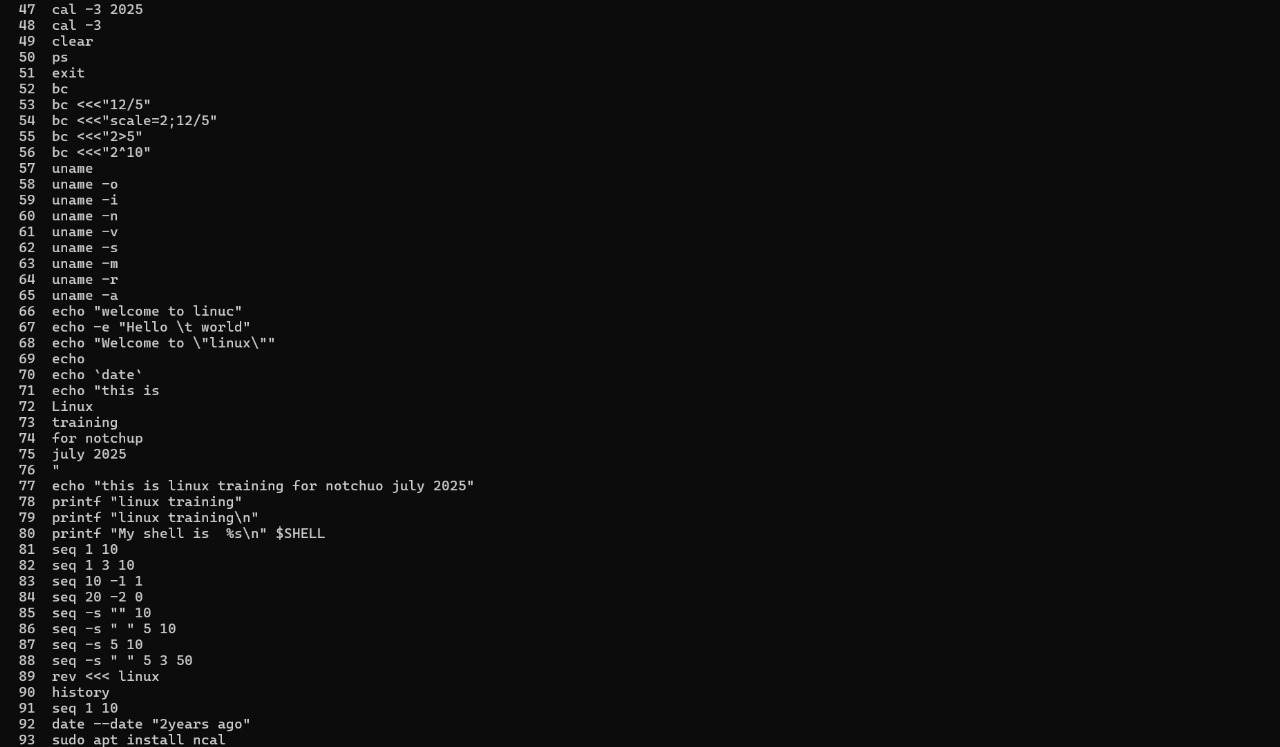 47 cal -3 2025
48 cal -3
49 clear
50 ps
51 exit
52 bc
53 bc <<<"12/5"
54 bc <<<"scale=2;12/5"
55 bc <<<"2>5"
56 bc <<<"2^10"
57 uname
58 uname -o
59 uname -i
60 uname -n
61 uname -v
62 uname -s
63 uname -m
64 uname -r
65 uname -a
66 echo "welcome to linuc"
67 echo -e "Hello \t world"
68 echo "Welcome to \"linux\""
69 echo
70 echo `date`
71 echo "this is
72 Linux
73 training
74 for notchup
75 july 2025
76 "
77 echo "this is linux training for notchuo july 2025"
78 printf "linux training"
79 printf "linux training\n"
80 printf "My shell is  %s\n" $SHELL
81 seq 1 10
82 seq 1 3 10
83 seq 10 -1 1
84 seq 20 -2 0
85 seq -s "" 10
86 seq -s " " 5 10
87 seq -s 5 10
88 seq -s " " 5 3 50
89 rev <<< linux
90 history
91 seq 1 10
92 date --date "2years ago"
93 sudo apt install ncal